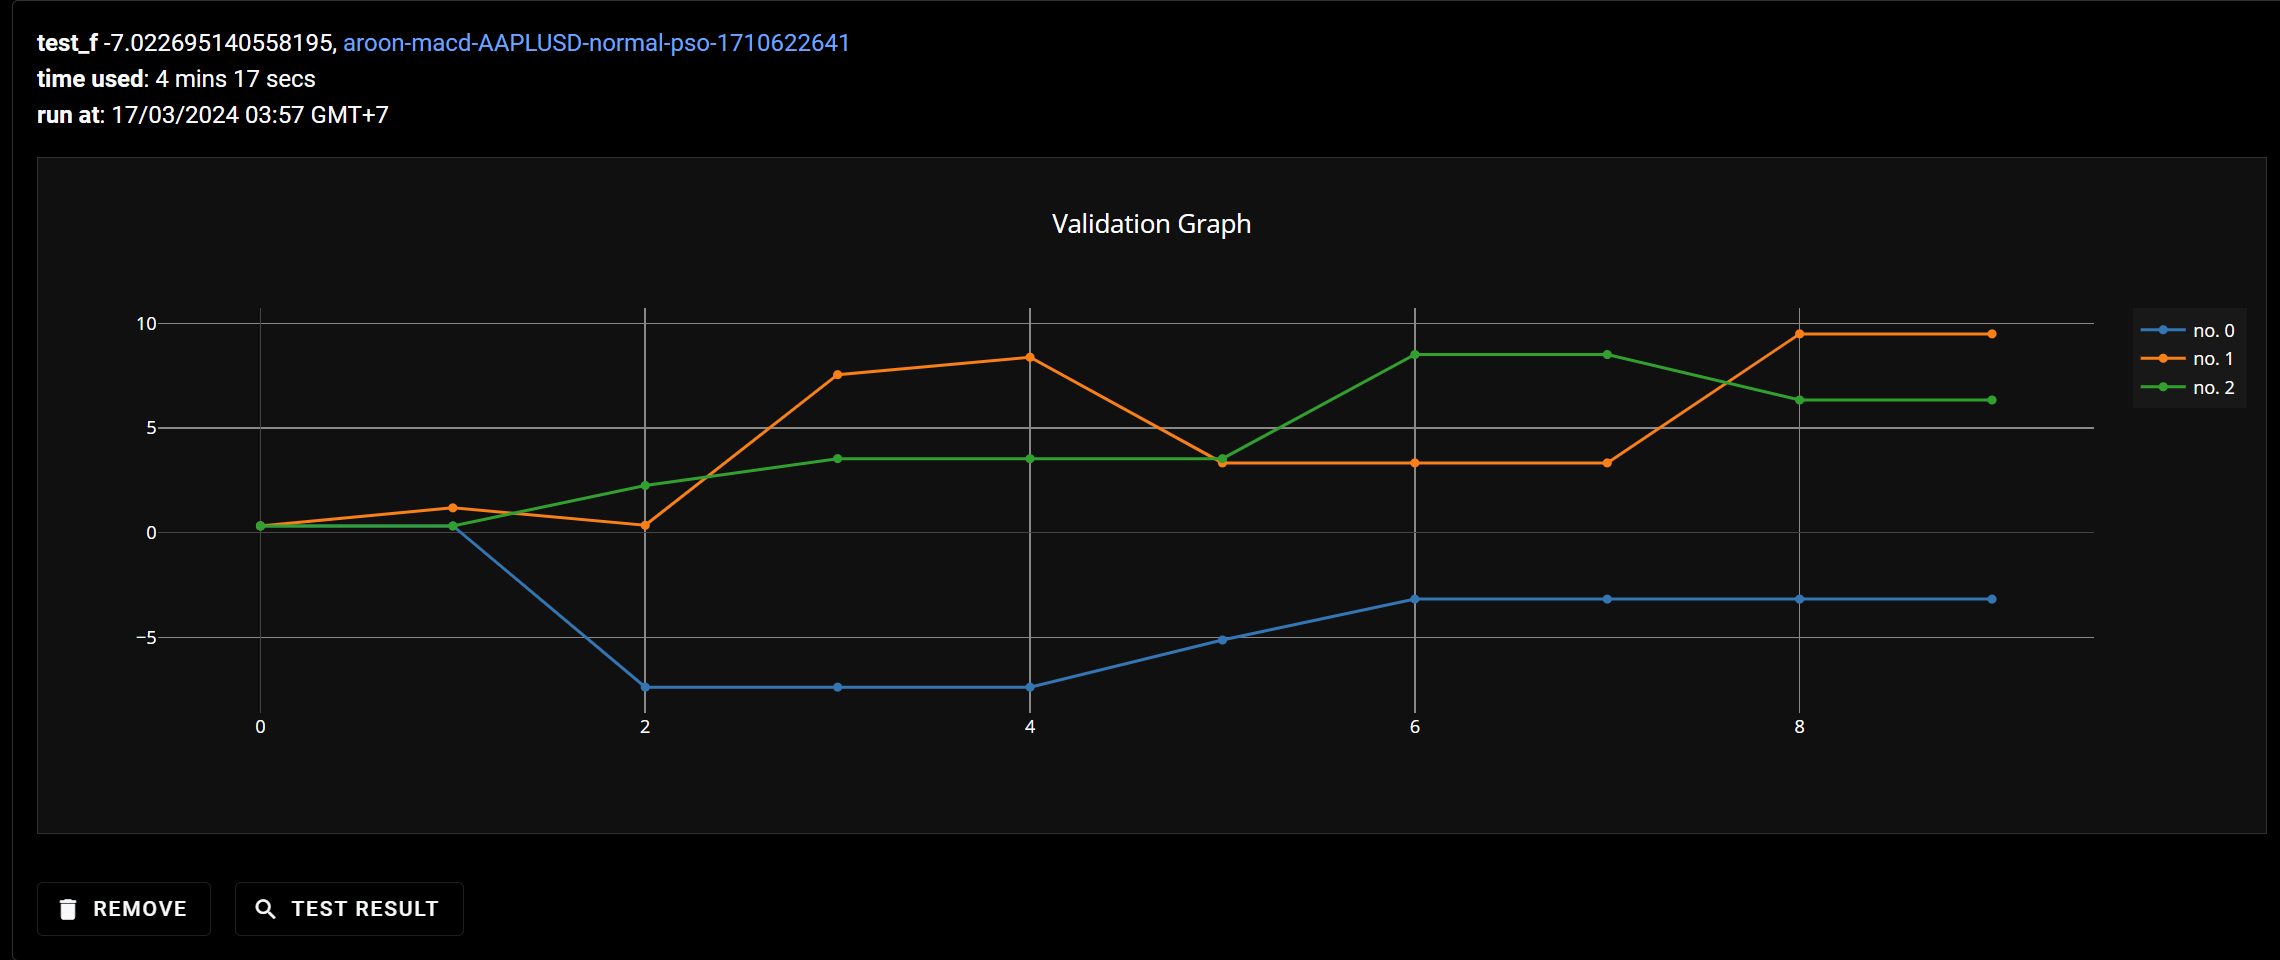 test_f -7.022695140558195, aroon-macd-AAPLUSD-normal-pso-1710622641
time used: 4 mins 17 secs
run at: 17/03/2024 03:57 GMT+7
Validation Graph
10
5
0
−5
0
2
4
6
8
no. 0
no. 1
no. 2
REMOVE
TEST RESULT